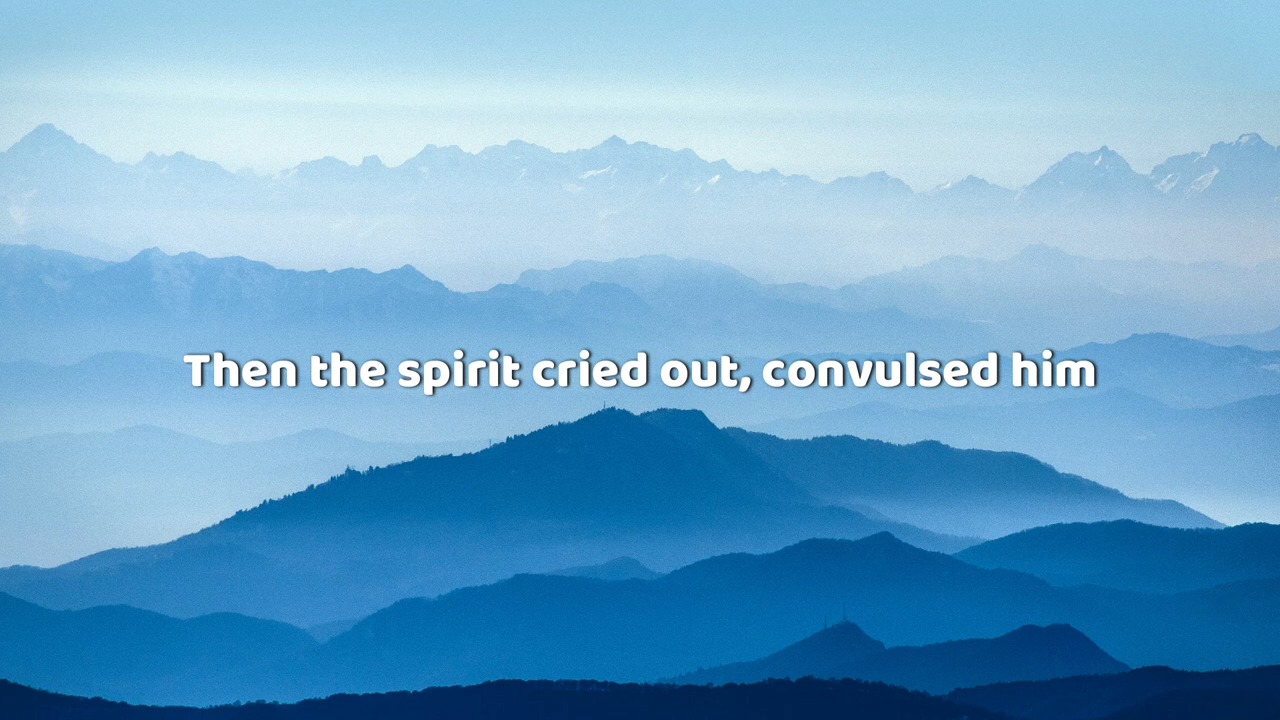 Then the spirit cried out, convulsed him